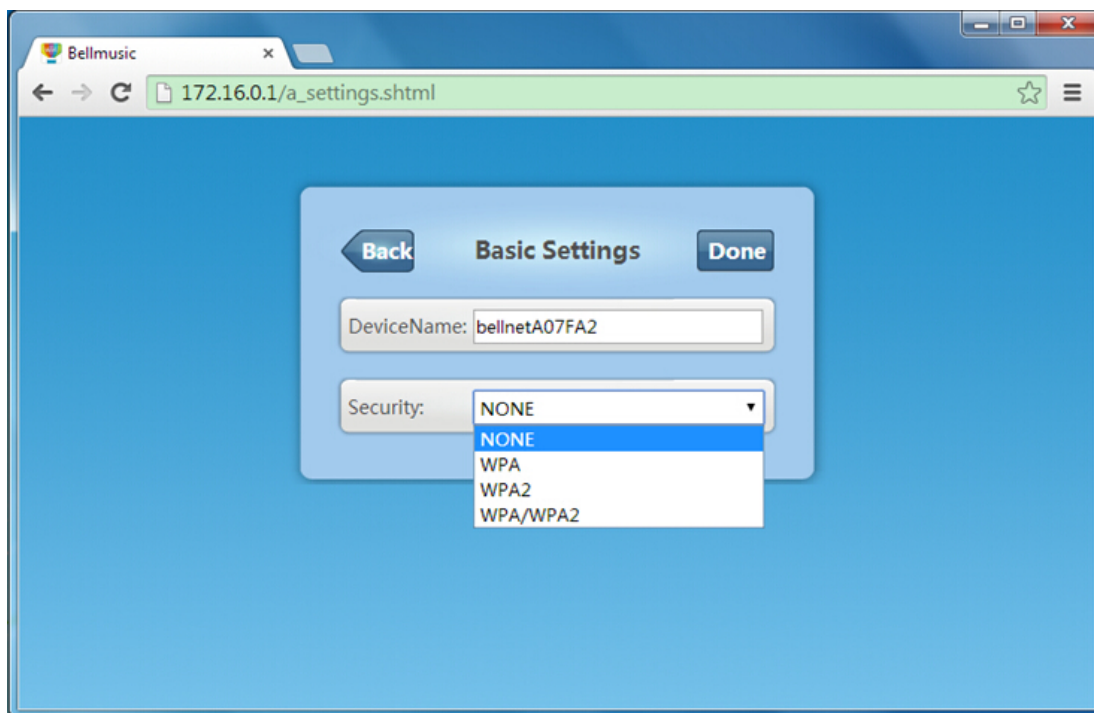 Bellmusic
172.16.0.1/a_settings.shtml
Back Basic Settings Done
DeviceName: bellnetA07FA2
Security: NONE
NONE
WPA
WPA2
WPA/WPA2